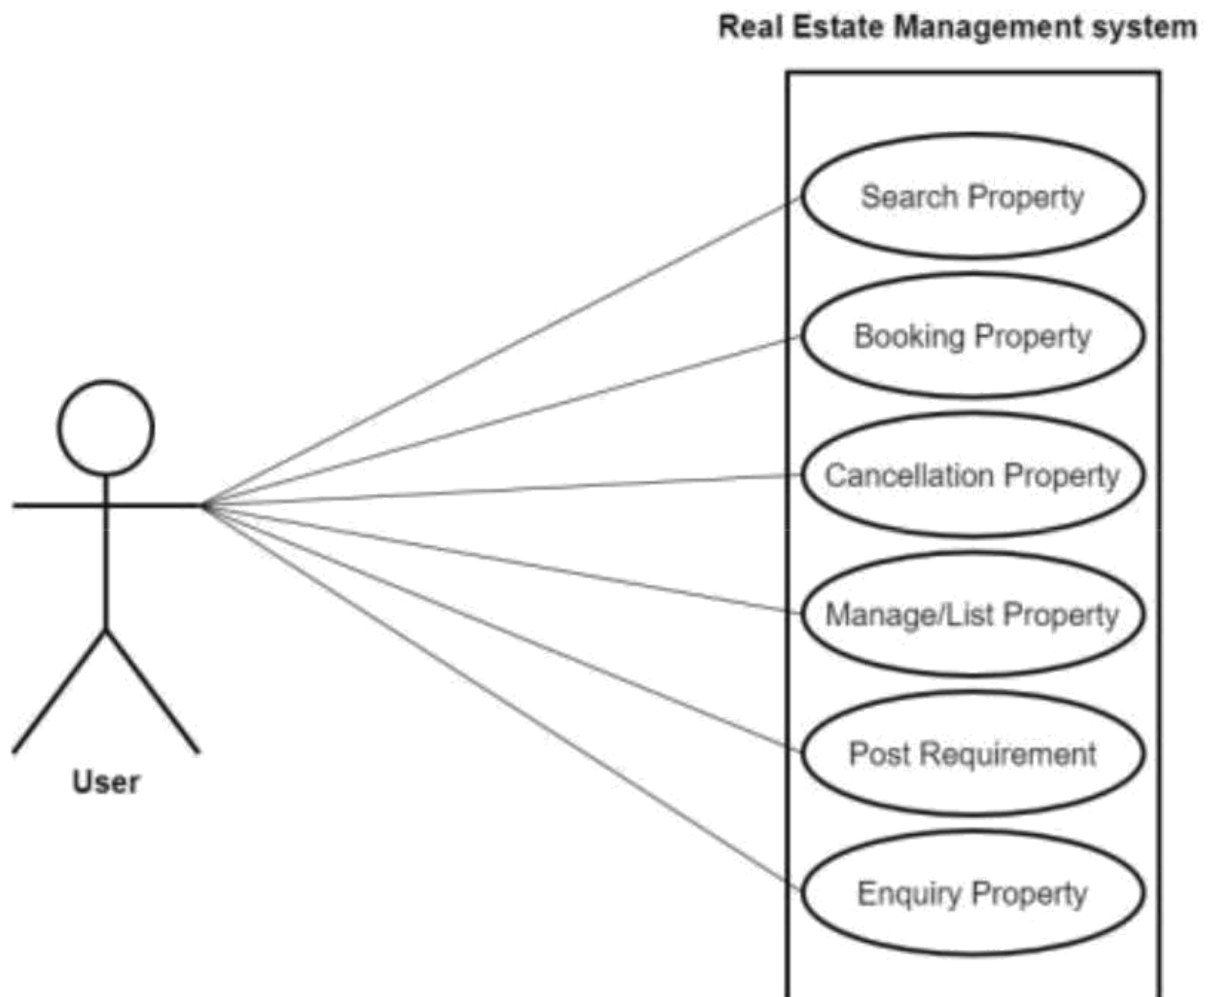 Real Estate Management system
Search Property
Booking Property
Cancellation Property
Manage/List Property
Post Requirement
Enquiry Property
User